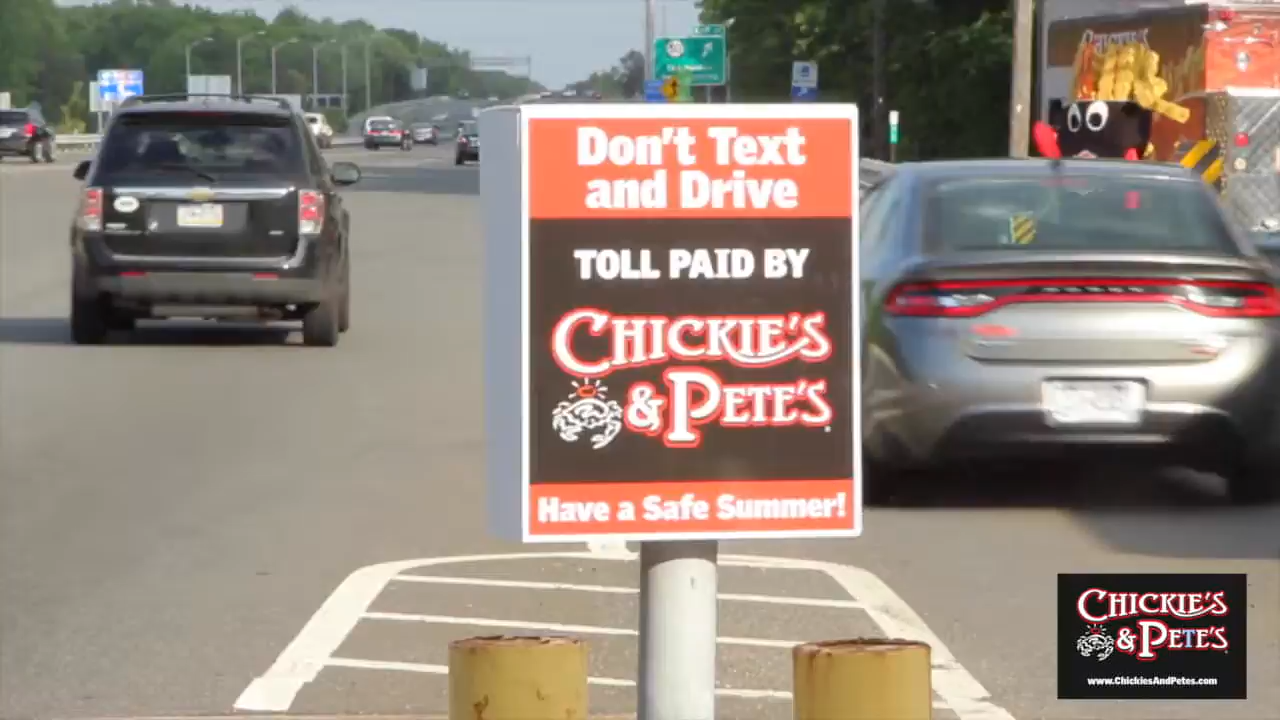 Don't Text
and Drive
TOLL PAID BY
CHICKIE'S
& PETE'S
Have a Safe Summer!
CHICKIE'S
& PETE'S
www.ChickiesAndPetes.com